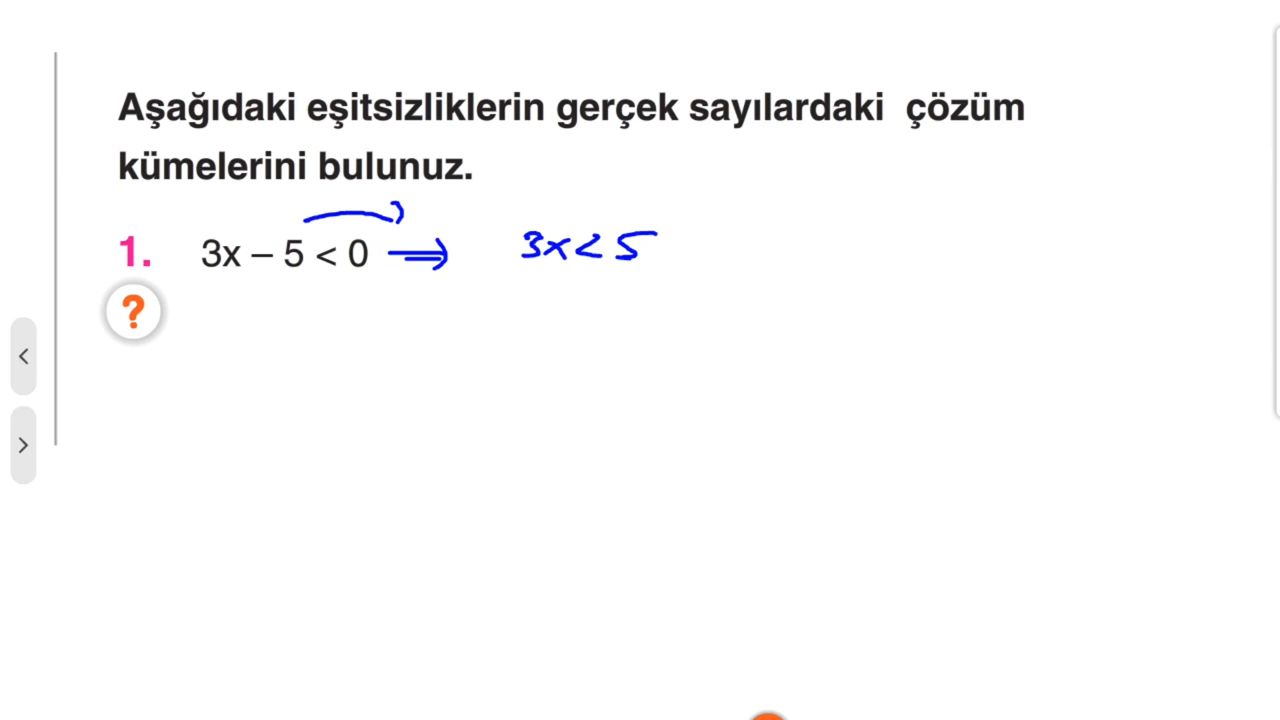 Aşağıdaki eşitsizliklerin gerçek sayılardaki çözüm
kümelerini bulunuz.
1. 3x – 5 < 0 ⟹ 3x < 5
?